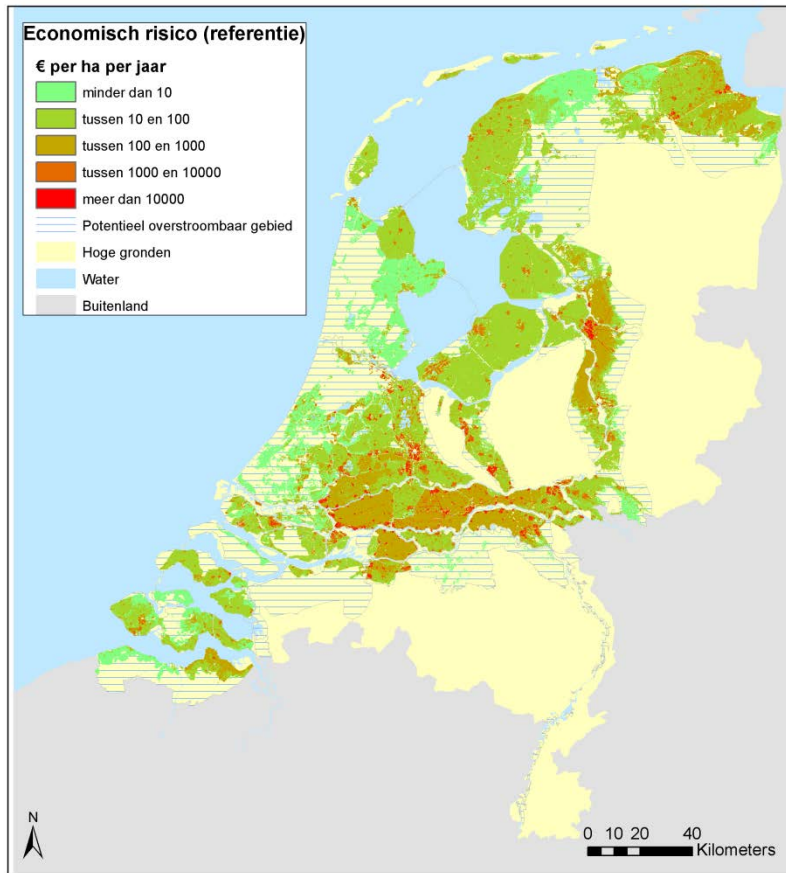 Economisch risico (referentie)
€ per ha per jaar
minder dan 10
tussen 10 en 100
tussen 100 en 1000
tussen 1000 en 10000
meer dan 10000
Potentieel overstroombaar gebied
Hoge gronden
Water
Buitenland
N
0 10 20 40
Kilometers